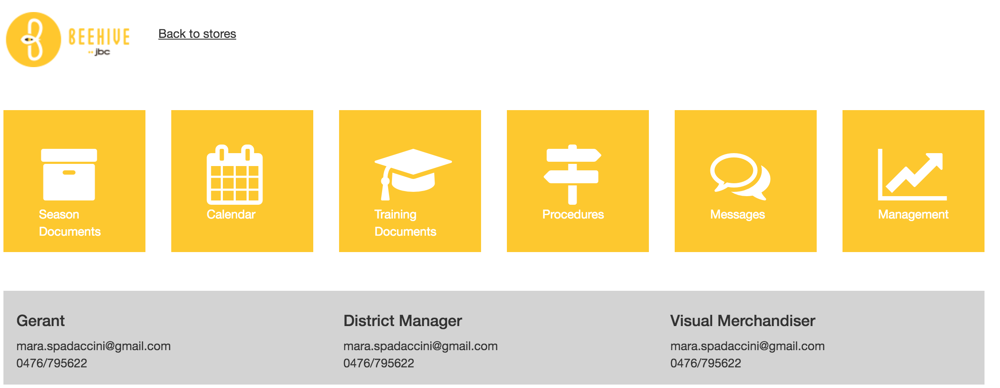 BEEHIVE
jbc
Back to stores
Season
Documents
Calendar
Training
Documents
Procedures
Messages
Management
Gerant
mara.spadaccini@gmail.com
0476/795622
District Manager
mara.spadaccini@gmail.com
0476/795622
Visual Merchandiser
mara.spadaccini@gmail.com
0476/795622